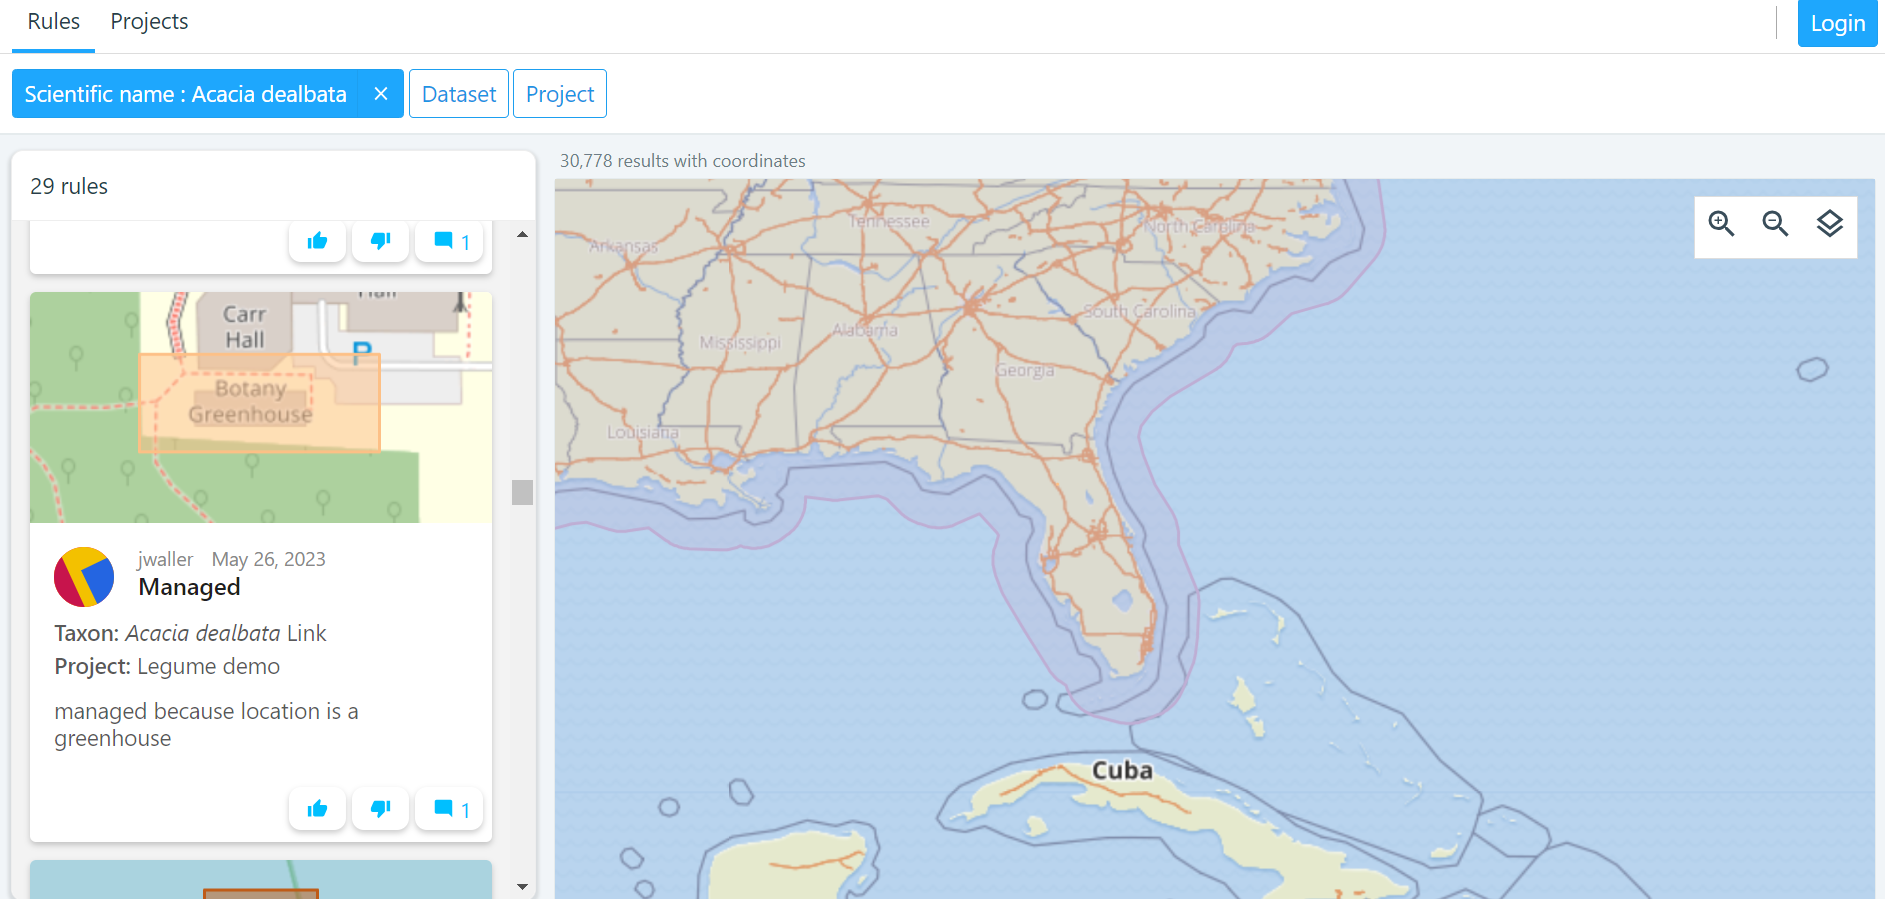 Rules Projects Login
Scientific name : Acacia dealbata × Dataset Project
29 rules
1
Carr
Hall
Hall
P
Botany
Greenhouse
jwaller May 26, 2023
Managed
Taxon: Acacia dealbata Link
Project: Legume demo
managed because location is a
greenhouse
1
30,778 results with coordinates
Tennessee
North Carolina
Arkansas
South Carolina
Alabama
Mississippi
Georgia
Louisiana
Cuba